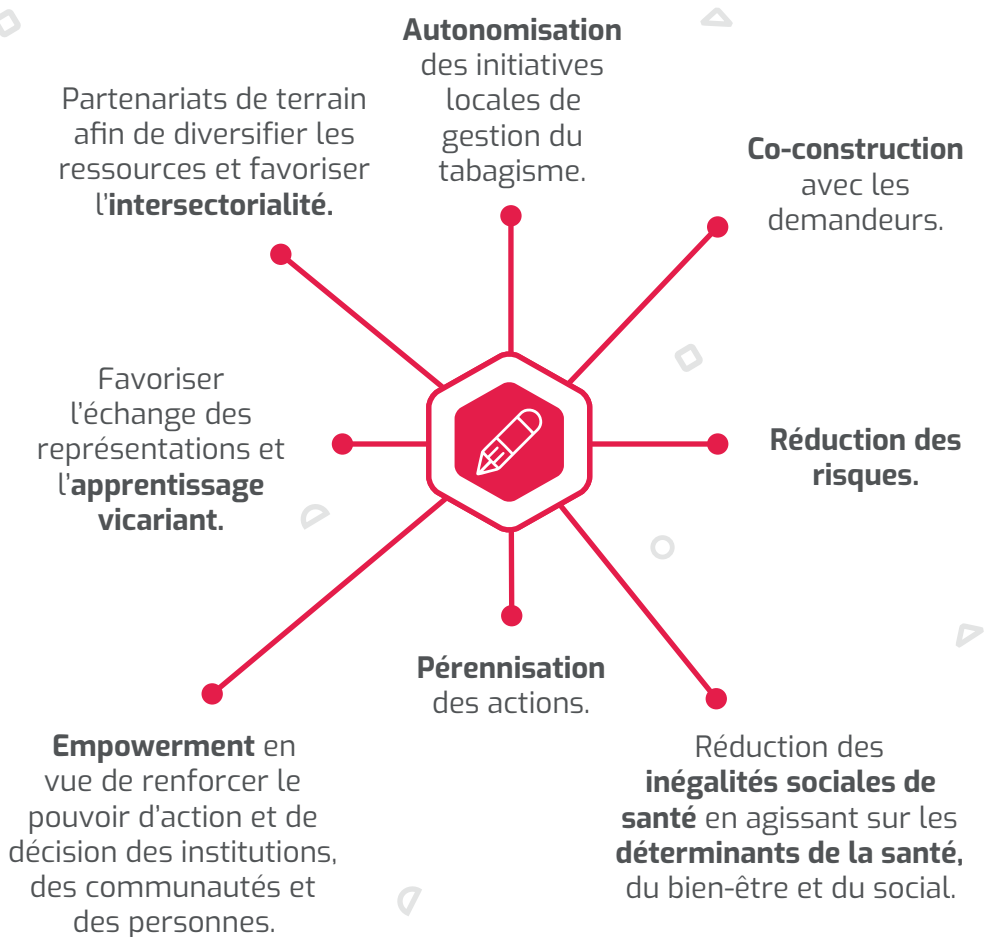 Autonomisation
des initiatives
locales de
gestion du
tabagisme.
Partenariats de terrain
afin de diversifier les
ressources et favoriser
l'intersectorialité.
Co-construction
avec les
demandeurs.
Favoriser
l'échange des
représentations et
l'apprentissage
vicariant.
Réduction des
risques.
Pérennisation
des actions.
Empowerment en
vue de renforcer le
pouvoir d'action et de
décision des institutions,
des communautés et
des personnes.
Réduction des
inégalités sociales de
santé en agissant sur les
déterminants de la santé,
du bien-être et du social.